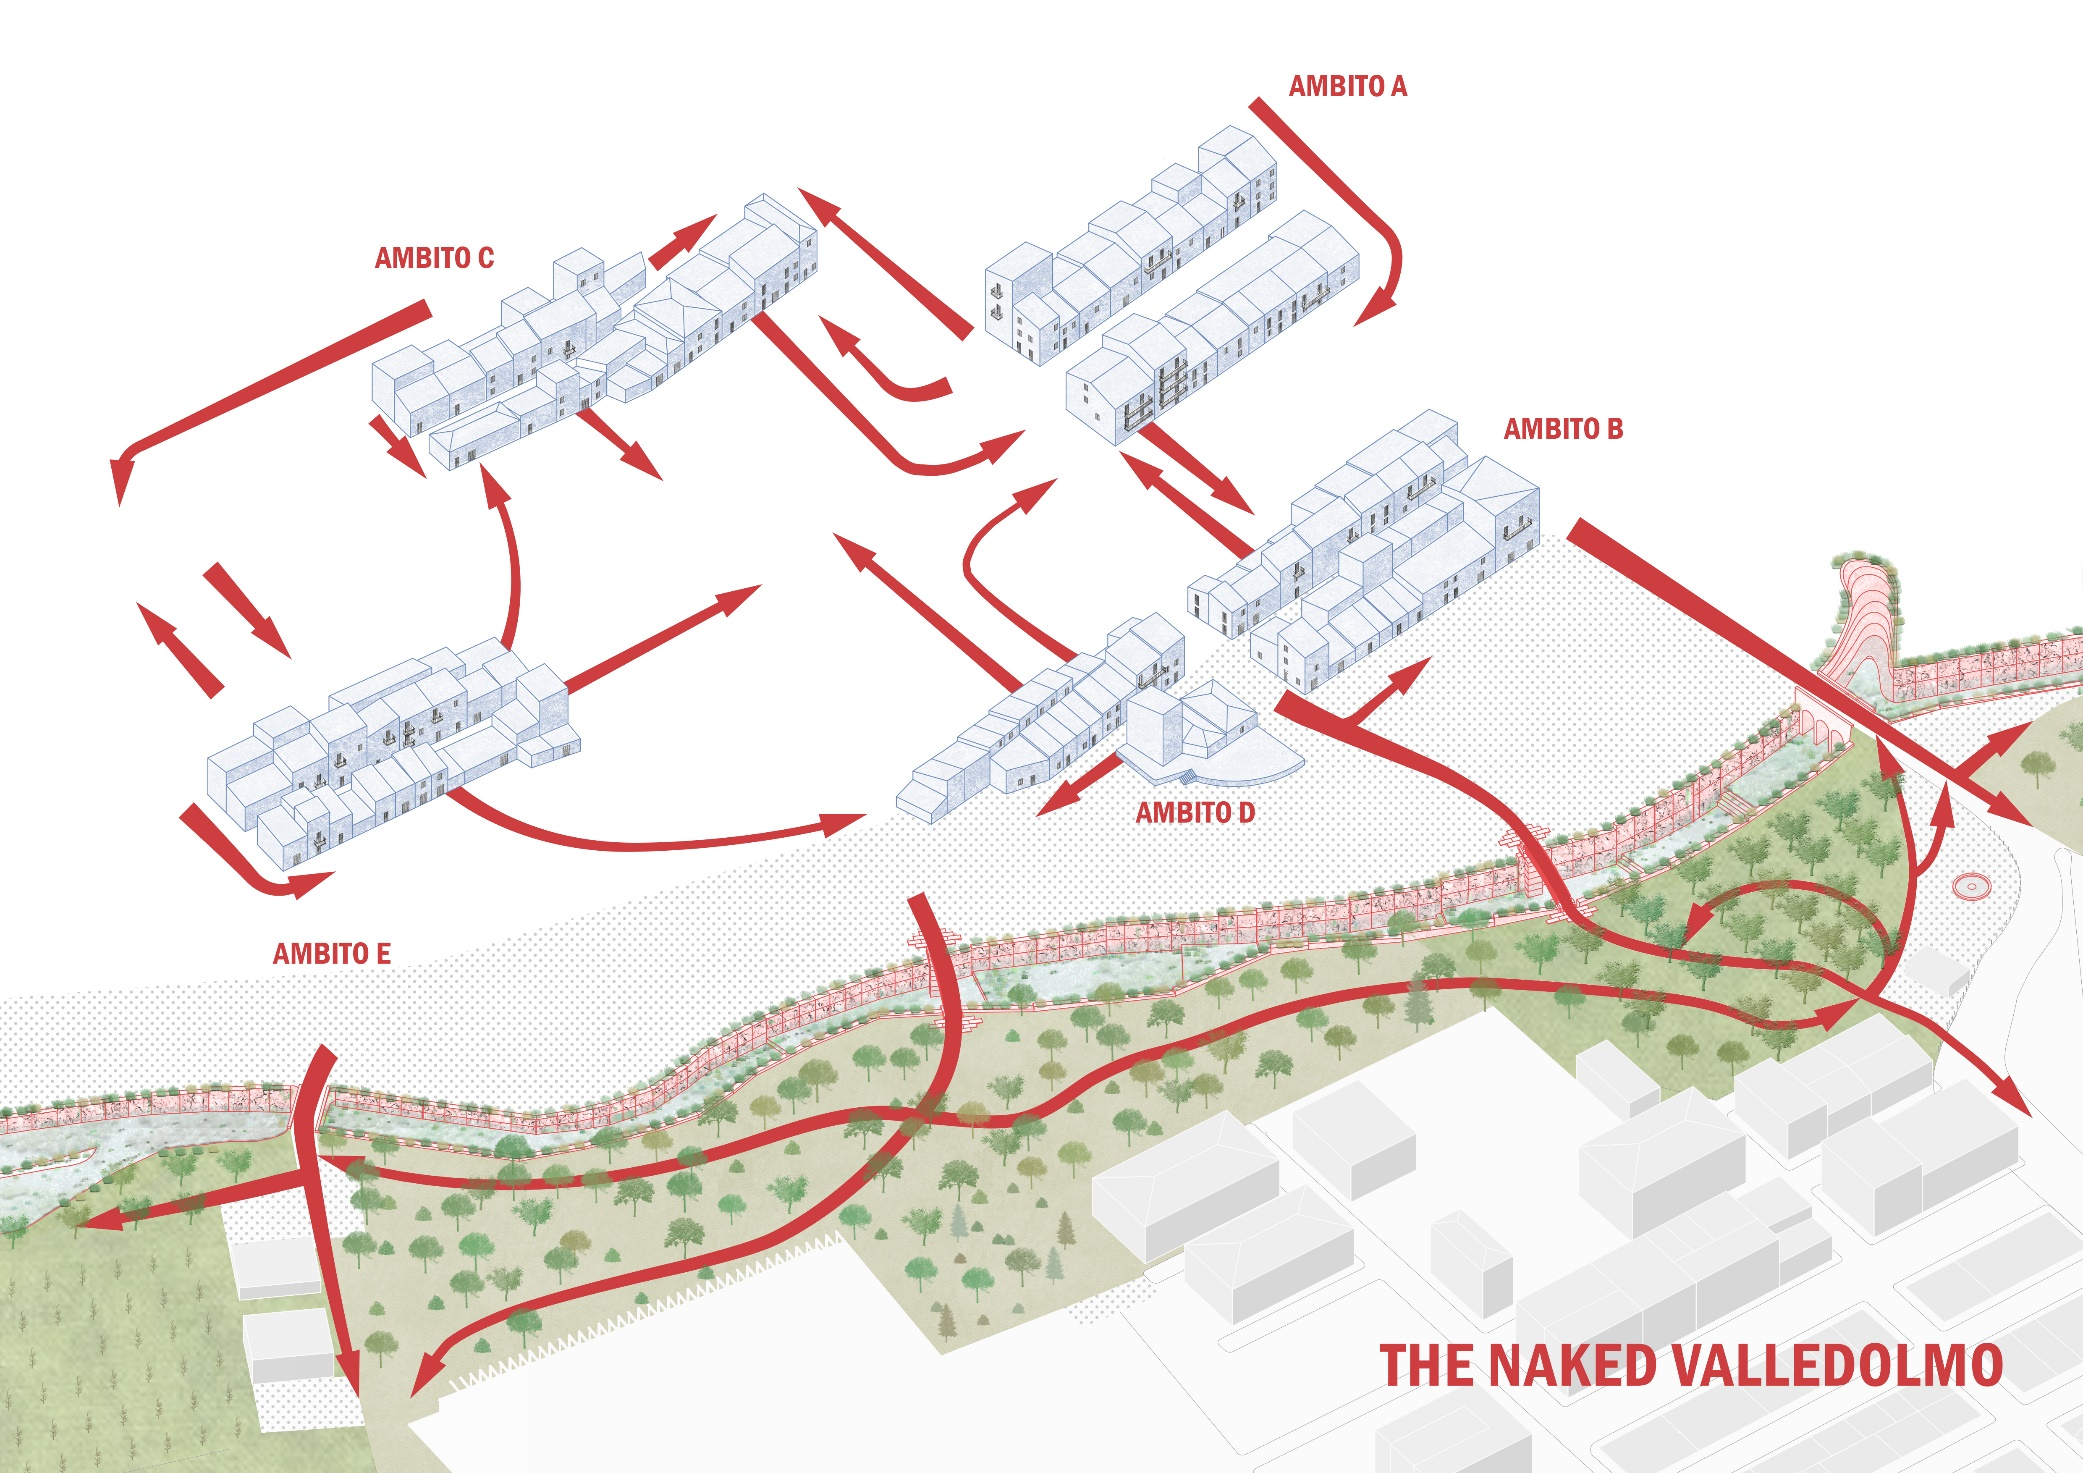 AMBITO A
AMBITO C
AMBITO B
AMBITO D
AMBITO E
THE NAKED VALLEDOLMO